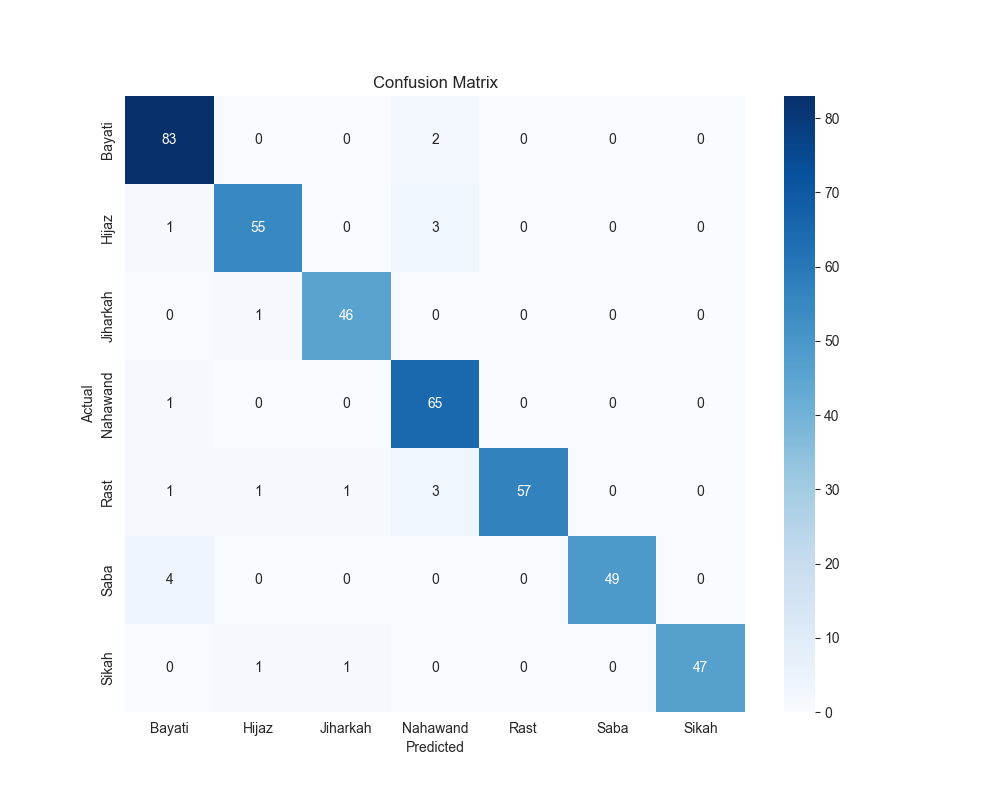 Confusion Matrix
Bayati 83 0 0 2 0 0 0
Hijaz 1 55 0 3 0 0 0
Jiharkah 0 1 46 0 0 0 0
Actual
Nahawand 1 0 0 65 0 0 0
Rast 1 1 1 3 57 0 0
Saba 4 0 0 0 0 49 0
Sikah 0 1 1 0 0 0 47
Bayati Hijaz Jiharkah Nahawand Rast Saba Sikah
Predicted
80
70
60
50
40
30
20
10
0